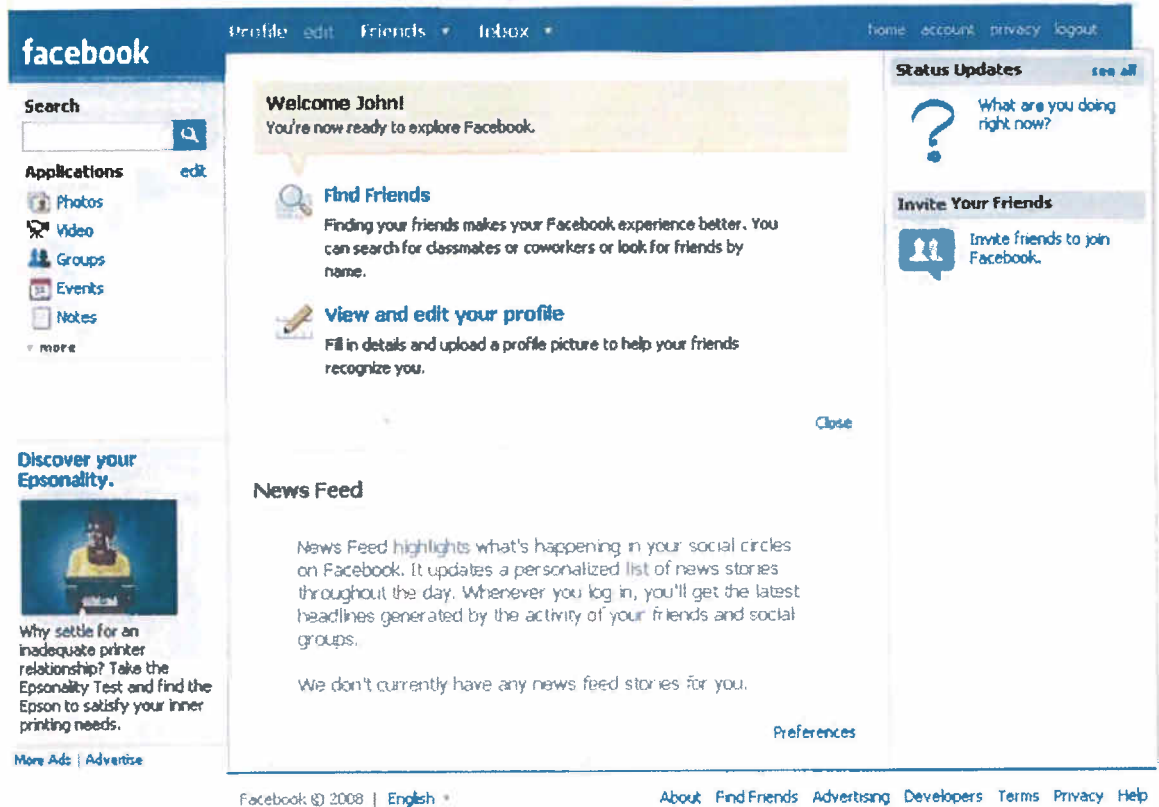 facebook
Profile edit Friends Inbox
home account privacy logout
Search
Applications edit
Photos
Video
Groups
Events
Notes
more
Discover your
Epsonality.
Why settle for an
inadequate printer
relationship? Take the
Epsonality Test and find the
Epson to satisfy your inner
printing needs.
More Ads | Advertise
Welcome John!
You're now ready to explore Facebook.
Find Friends
Finding your friends makes your Facebook experience better. You
can search for classmates or coworkers or look for friends by
name.
View and edit your profile
Fill in details and upload a profile picture to help your friends
recognize you.
Close
News Feed
News Feed highlights what's happening in your social circles
on Facebook. It updates a personalized list of news stories
throughout the day. Whenever you log in, you'll get the latest
headlines generated by the activity of your friends and social
groups.
We don't currently have any news feed stories for you.
Preferences
Status Updates see all
What are you doing
right now?
Invite Your Friends
Invite friends to join
Facebook.
Facebook © 2008 | English
About Find Friends Advertising Developers Terms Privacy Help